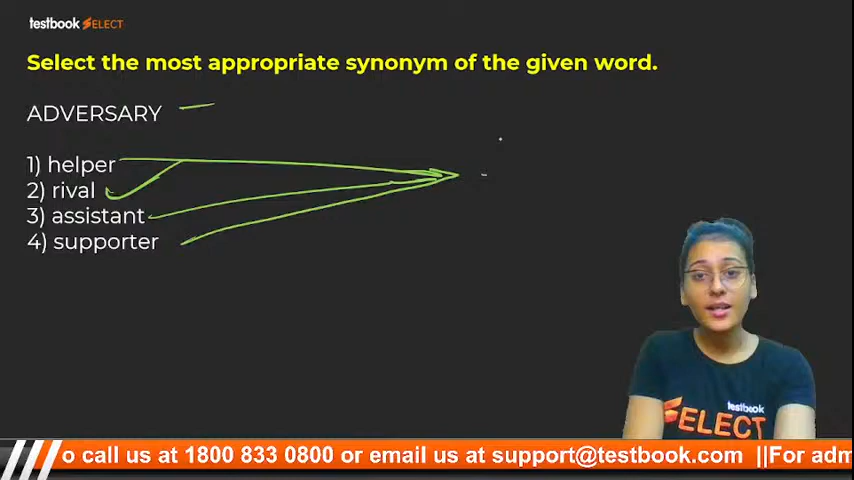 testbook SELECT
Select the most appropriate synonym of the given word.
ADVERSARY
1) helper
2) rival
3) assistant
4) supporter
testbook
SELECT
o call us at 1800 833 0800 or email us at support@testbook.com ||For adm